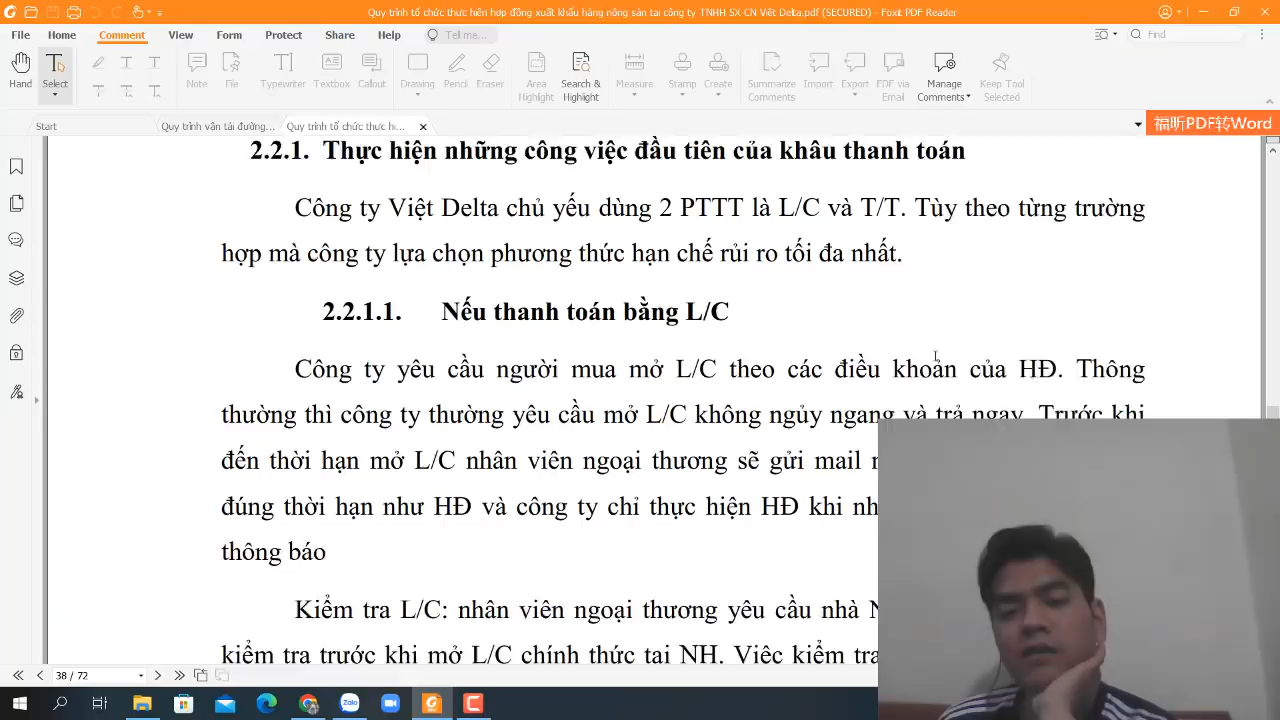 Quy trình tổ chức thưc hiên hơp đồng xuất khẩu hàng nông sản tai công ty TNHH SX-CN Viêt Delta.pdf (SECURED) - Foxit PDF Reader
File Home Comment View Form Protect Share Help Tell me... Find
Hand Select Note File Typewriter Textbox Callout Drawing Pencil Eraser Area Highlight Search & Highlight Measure Stamp Create Summarize Comments Import Export PDF via Email Manage Comments Keep Tool Selected
Start Quy trình vận tải đường... Quy trình tổ chức thưc h... 福昕PDF转Word
2.2.1. Thực hiện những công việc đầu tiên của khâu thanh toán
Công ty Việt Delta chủ yếu dùng 2 PTTT là L/C và T/T. Tùy theo từng trường
hợp mà công ty lựa chọn phương thức hạn chế rủi ro tối đa nhất.
2.2.1.1. Nếu thanh toán bằng L/C
Công ty yêu cầu người mua mở L/C theo các điều khoản của HĐ. Thông
thường thì công ty thường yêu cầu mở L/C không ngủy ngang và trả ngay. Trước khi
đến thời hạn mở L/C nhân viên ngoại thương sẽ gửi mail
đúng thời hạn như HĐ và công ty chỉ thực hiện HĐ khi
thông báo
Kiểm tra L/C: nhân viên ngoại thương yêu cầu nhà
kiểm tra trước khi mở L/C chính thức tại NH. Việc kiểm tra
38 / 72
Zalo